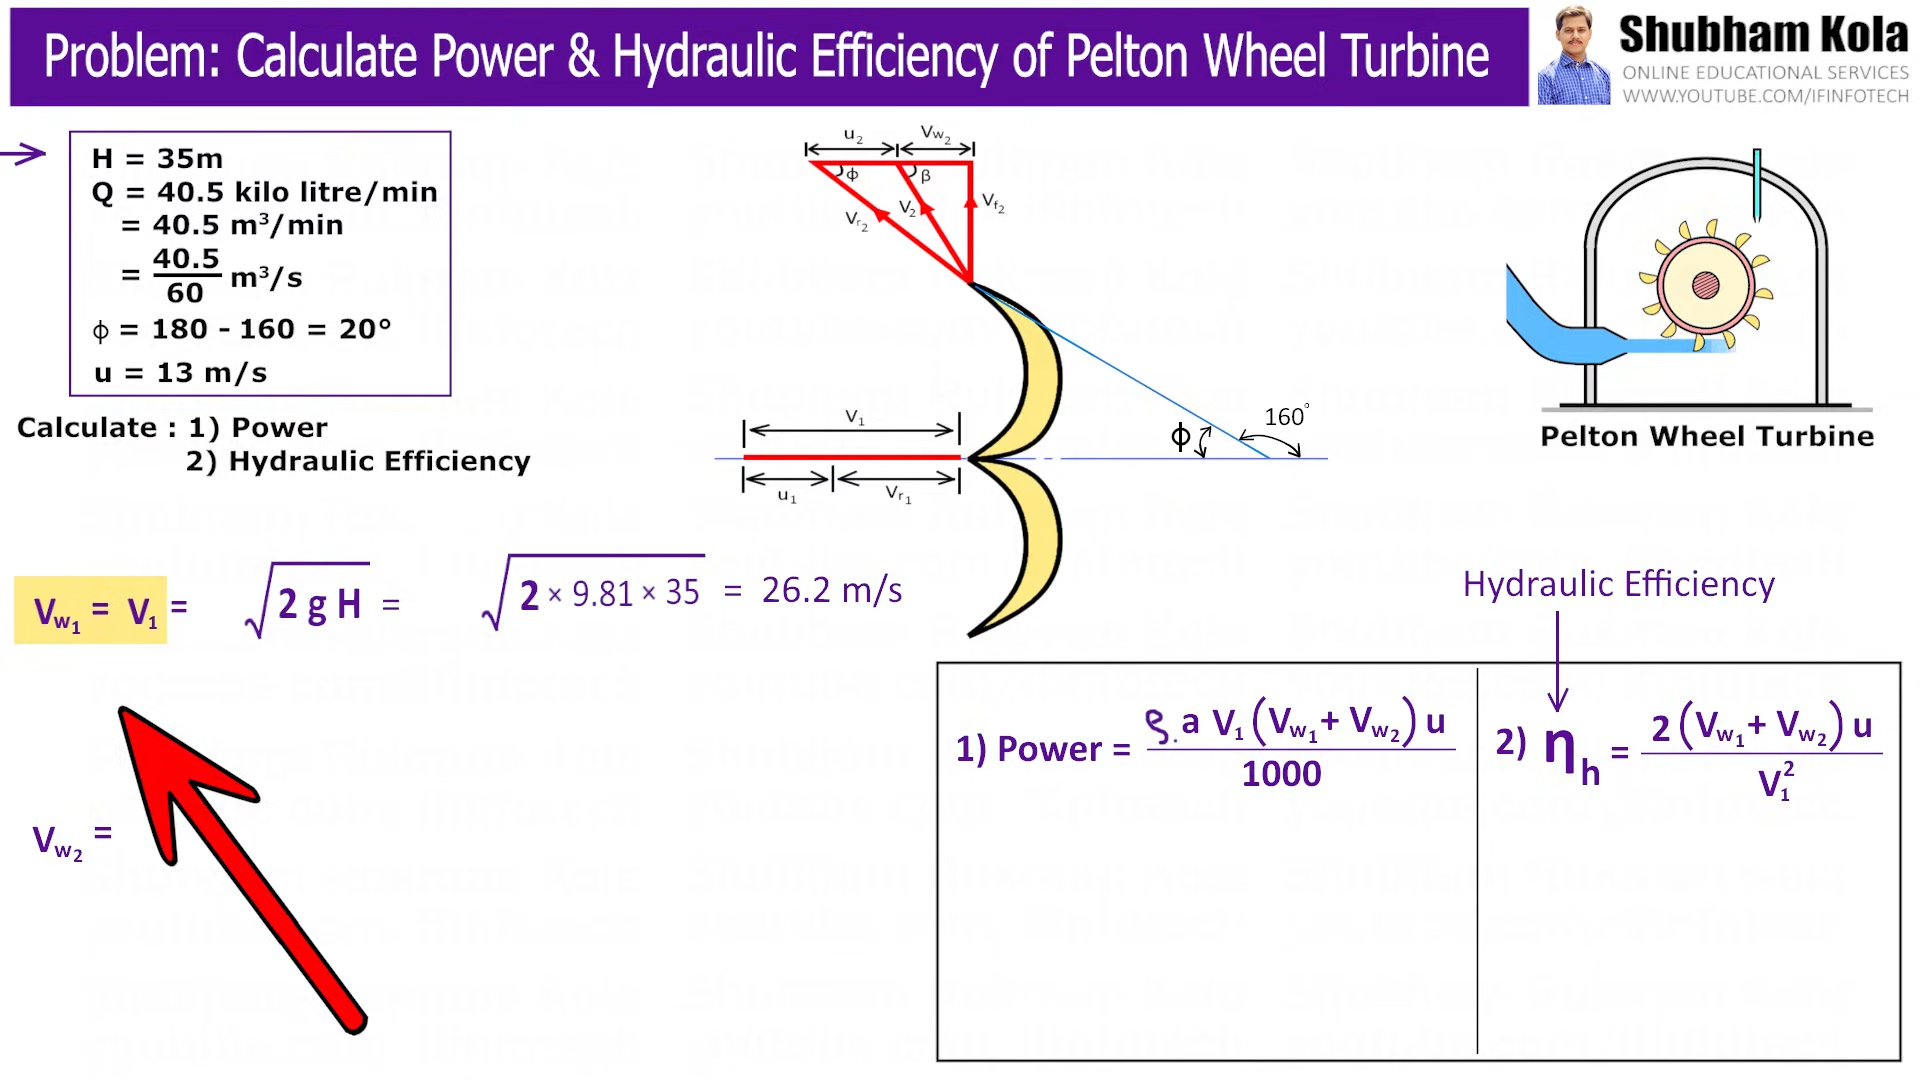 Problem: Calculate Power & Hydraulic Efficiency of Pelton Wheel Turbine
Shubham Kola
ONLINE EDUCATIONAL SERVICES
WWW.YOUTUBE.COM/IFINFOTECH
H = 35m
Q = 40.5 kilo litre/min
= 40.5 m³/min
= 40.5/60 m³/s
ϕ = 180 - 160 = 20°
u = 13 m/s
Calculate : 1) Power
2) Hydraulic Efficiency
u₂ Vw₂
ϕ β
Vr₂ V₂ Vf₂
V₁
u₁ Vr₁
ϕ 160°
Pelton Wheel Turbine
Vw₁ = V₁ = √2 g H = √2 × 9.81 × 35 = 26.2 m/s
Vw₂ =
Hydraulic Efficiency
1) Power = ρ. a V₁ (Vw₁ + Vw₂) u / 1000
2) ηh = 2 (Vw₁ + Vw₂) u / V₁²